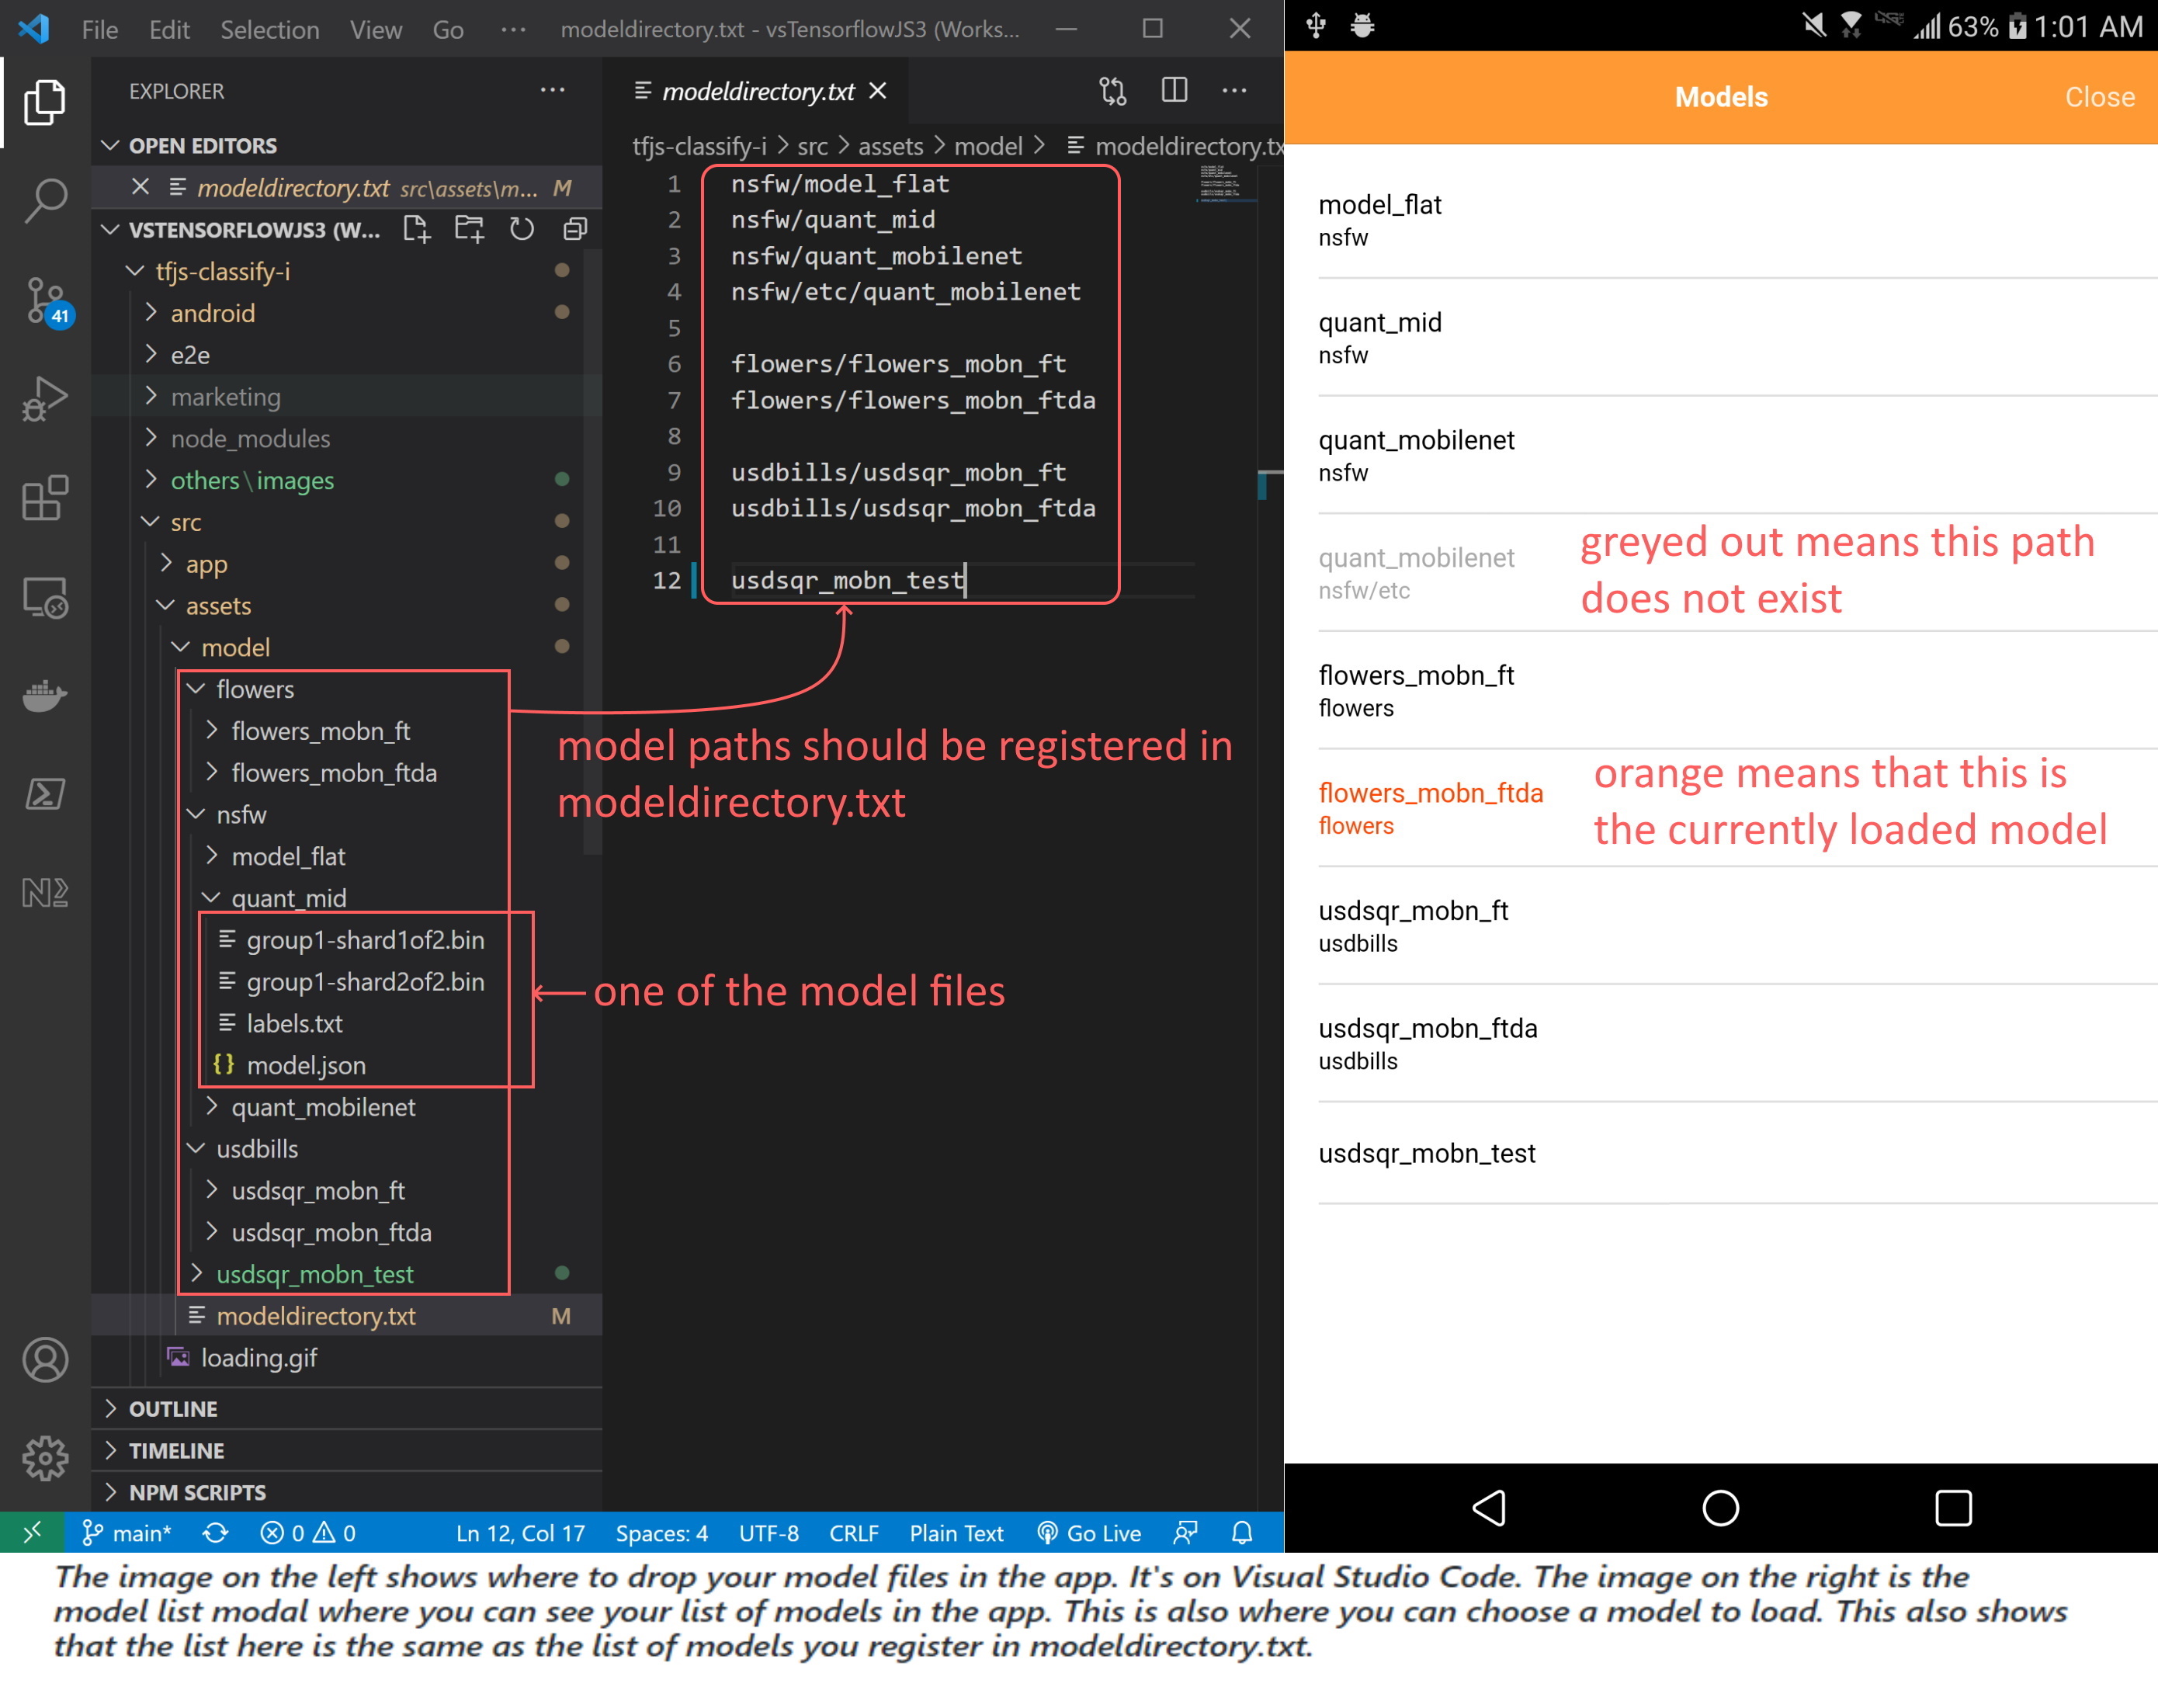 File Edit Selection View Go ··· modeldirectory.txt - vsTensorflowJS3 (Works...
EXPLORER ···
OPEN EDITORS
modeldirectory.txt src\assets\m... M
VSTENSORFLOWJS3 (W...
tfjs-classify-i
android
e2e
marketing
node_modules
others\images
src
app
assets
model
flowers
flowers_mobn_ft
flowers_mobn_ftda
nsfw
model_flat
quant_mid
group1-shard1of2.bin
group1-shard2of2.bin
labels.txt
model.json
quant_mobilenet
usdbills
usdsqr_mobn_ft
usdsqr_mobn_ftda
usdsqr_mobn_test
modeldirectory.txt M
loading.gif
OUTLINE
TIMELINE
NPM SCRIPTS
41
modeldirectory.txt
tfjs-classify-i > src > assets > model > modeldirectory.tx
1 nsfw/model_flat
2 nsfw/quant_mid
3 nsfw/quant_mobilenet
4 nsfw/etc/quant_mobilenet
5
6 flowers/flowers_mobn_ft
7 flowers/flowers_mobn_ftda
8
9 usdbills/usdsqr_mobn_ft
10 usdbills/usdsqr_mobn_ftda
11
12 usdsqr_mobn_test
model paths should be registered in
modeldirectory.txt
one of the model files
main* 0 0 Ln 12, Col 17 Spaces: 4 UTF-8 CRLF Plain Text Go Live
63% 1:01 AM
Models Close
model_flat
nsfw
quant_mid
nsfw
quant_mobilenet
nsfw
quant_mobilenet
nsfw/etc
greyed out means this path
does not exist
flowers_mobn_ft
flowers
flowers_mobn_ftda
flowers
orange means that this is
the currently loaded model
usdsqr_mobn_ft
usdbills
usdsqr_mobn_ftda
usdbills
usdsqr_mobn_test
The image on the left shows where to drop your model files in the app. It's on Visual Studio Code. The image on the right is the
model list modal where you can see your list of models in the app. This is also where you can choose a model to load. This also shows
that the list here is the same as the list of models you register in modeldirectory.txt.